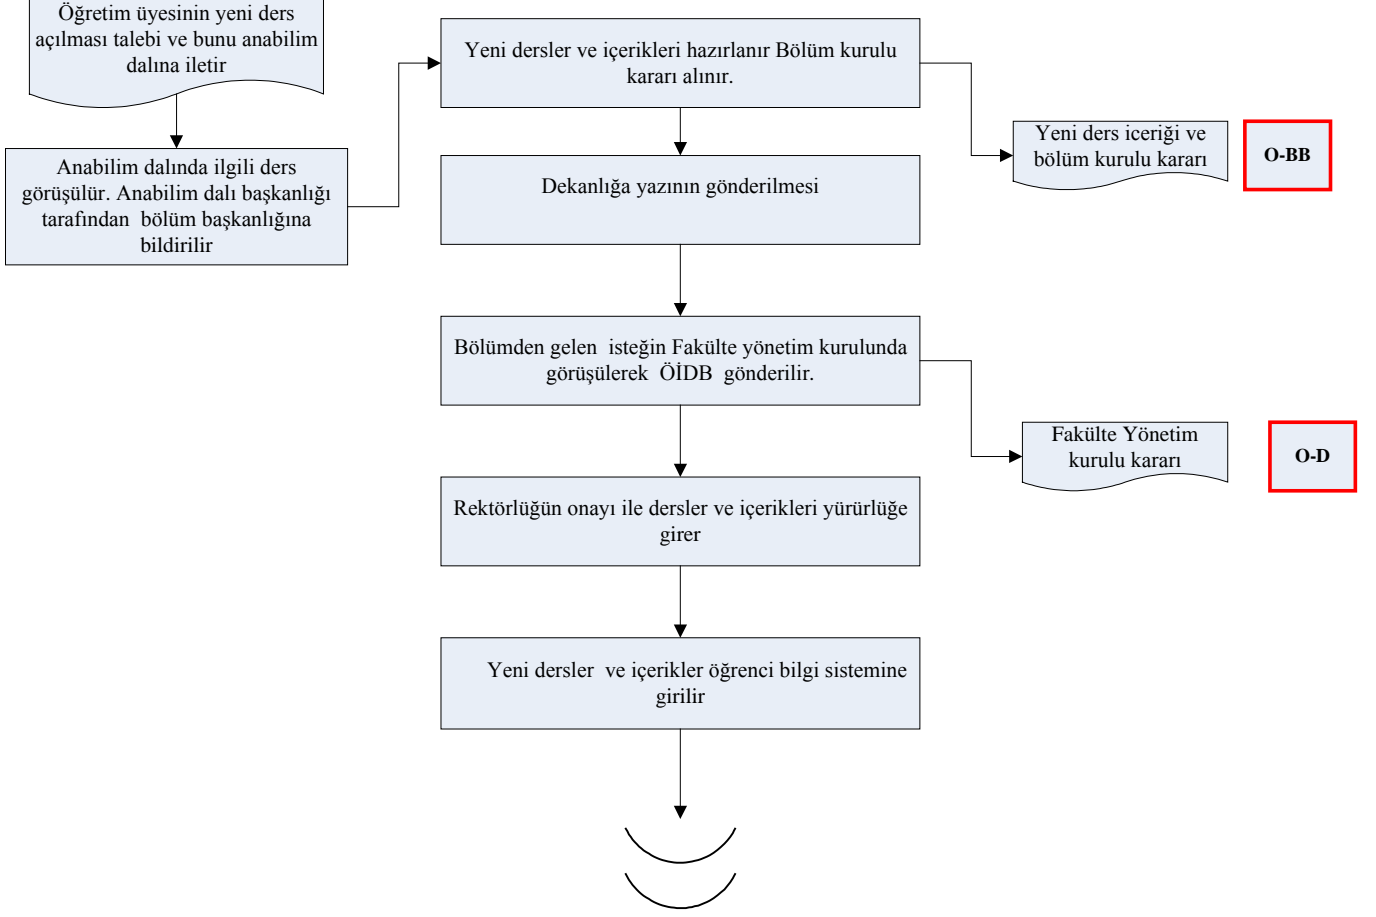 Öğretim üyesinin yeni ders
açılması talebi ve bunu anabilim
dalına iletir
Anabilim dalında ilgili ders
görüşülür. Anabilim dalı başkanlığı
tarafından bölüm başkanlığına
bildirilir
Yeni dersler ve içerikleri hazırlanır Bölüm kurulu
kararı alınır.
Yeni ders iceriği ve
bölüm kurulu kararı
O-BB
Dekanlığa yazının gönderilmesi
Bölümden gelen isteğin Fakülte yönetim kurulunda
görüşülerek ÖİDB gönderilir.
Fakülte Yönetim
kurulu kararı
O-D
Rektörlüğün onayı ile dersler ve içerikleri yürürlüğe
girer
Yeni dersler ve içerikler öğrenci bilgi sistemine
girilir